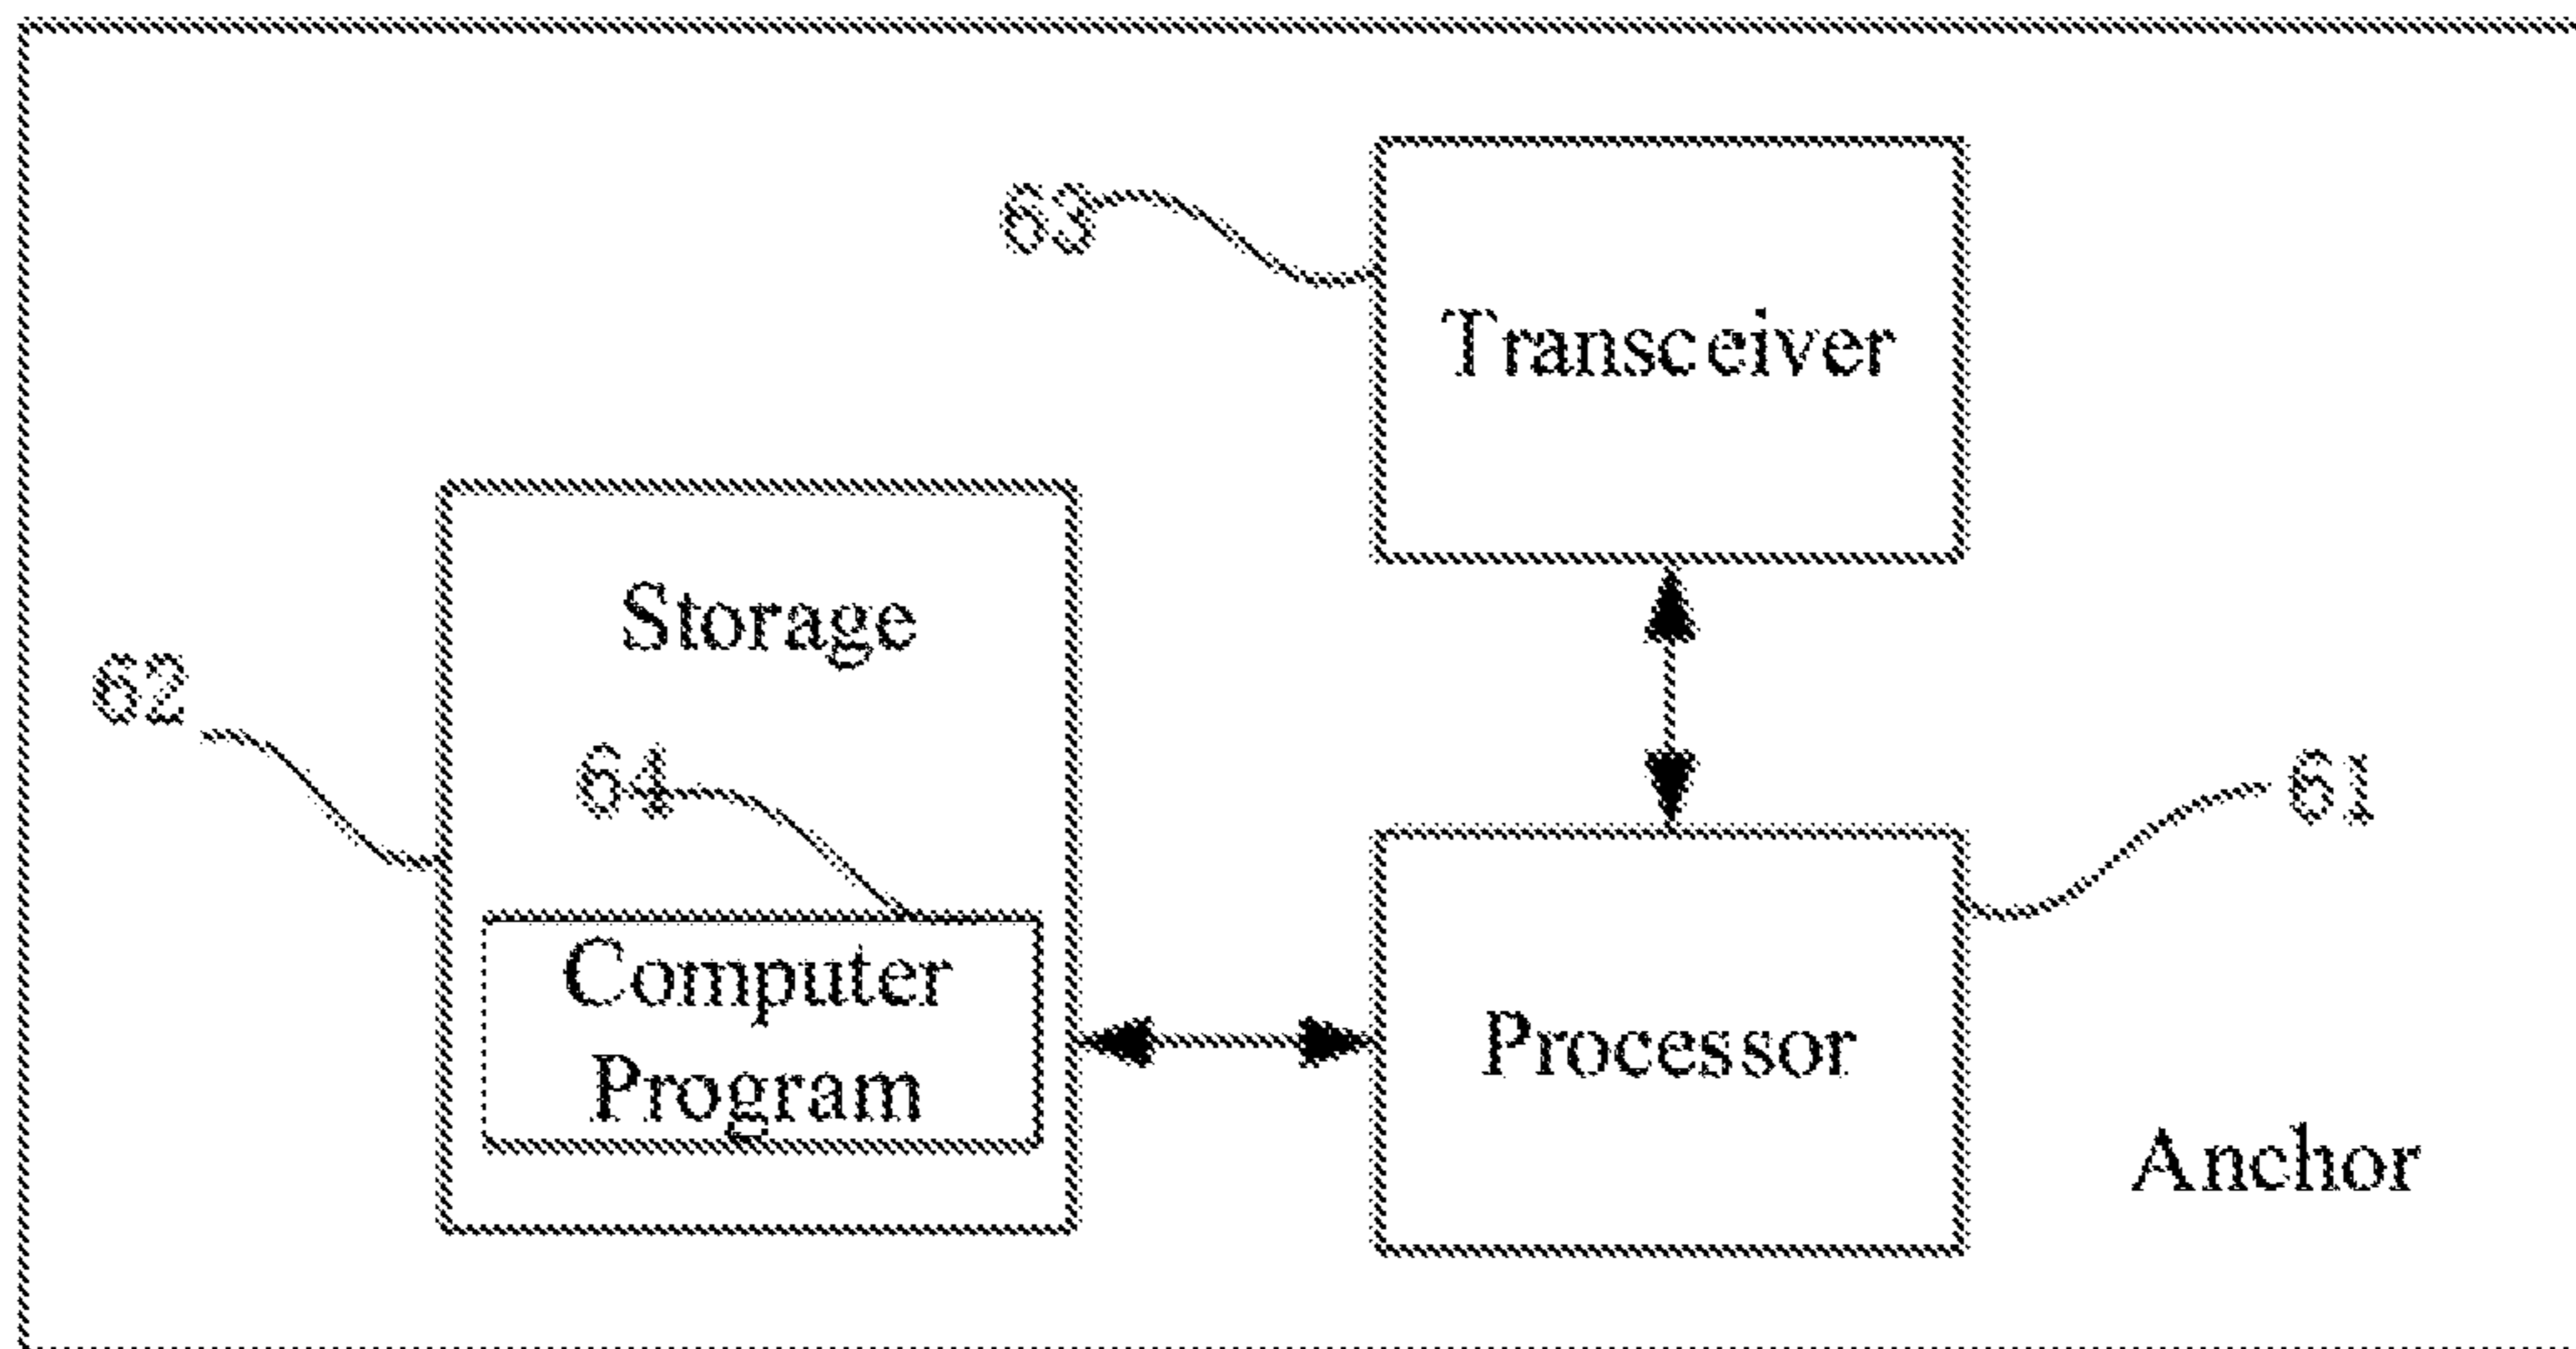 63
Transceiver
Storage
62
64
61
Computer
Program
Processor
Anchor